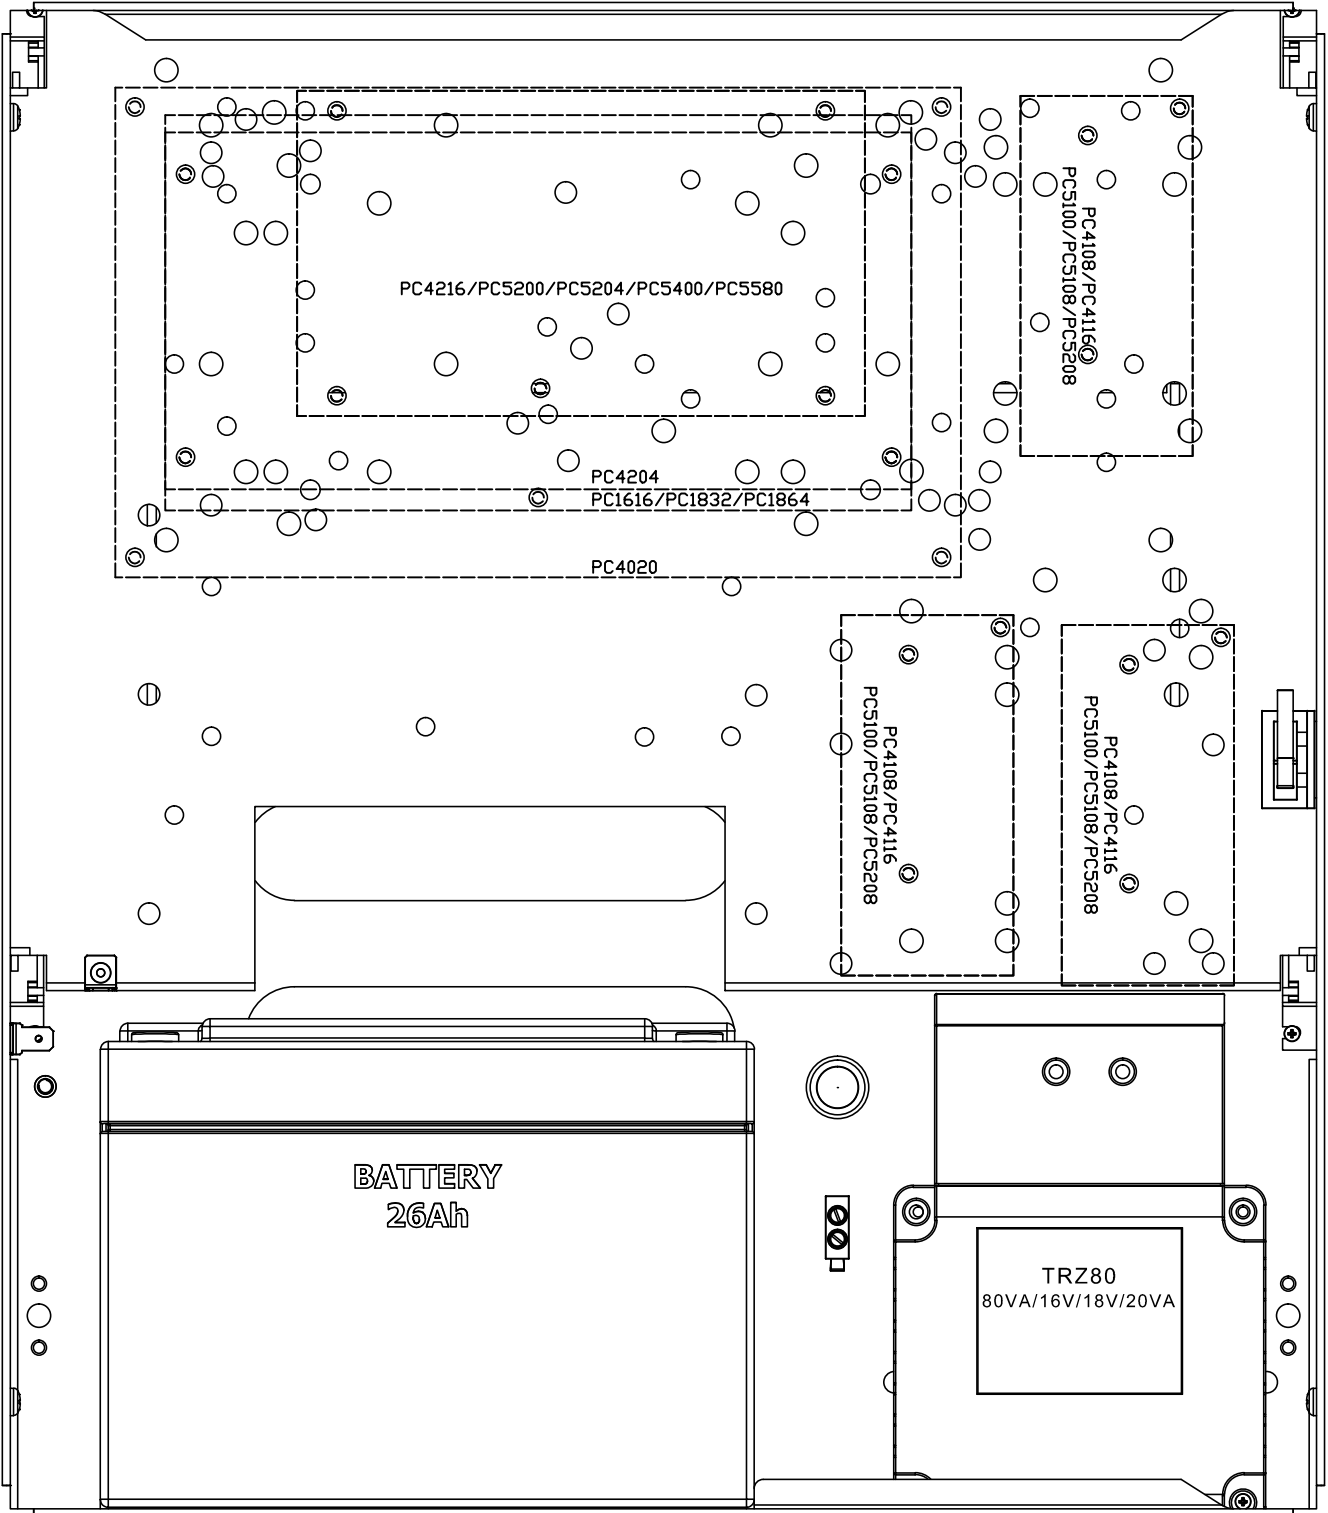 PC4108/PC4116
PC5100/PC5108/PC5208
PC4216/PC5200/PC5204/PC5400/PC5580
PC4204
PC1616/PC1832/PC1864
PC4020
PC4108/PC4116
PC5100/PC5108/PC5208
PC4108/PC4116
PC5100/PC5108/PC5208
BATTERY
26Ah
TRZ80
80VA/16V/18V/20VA